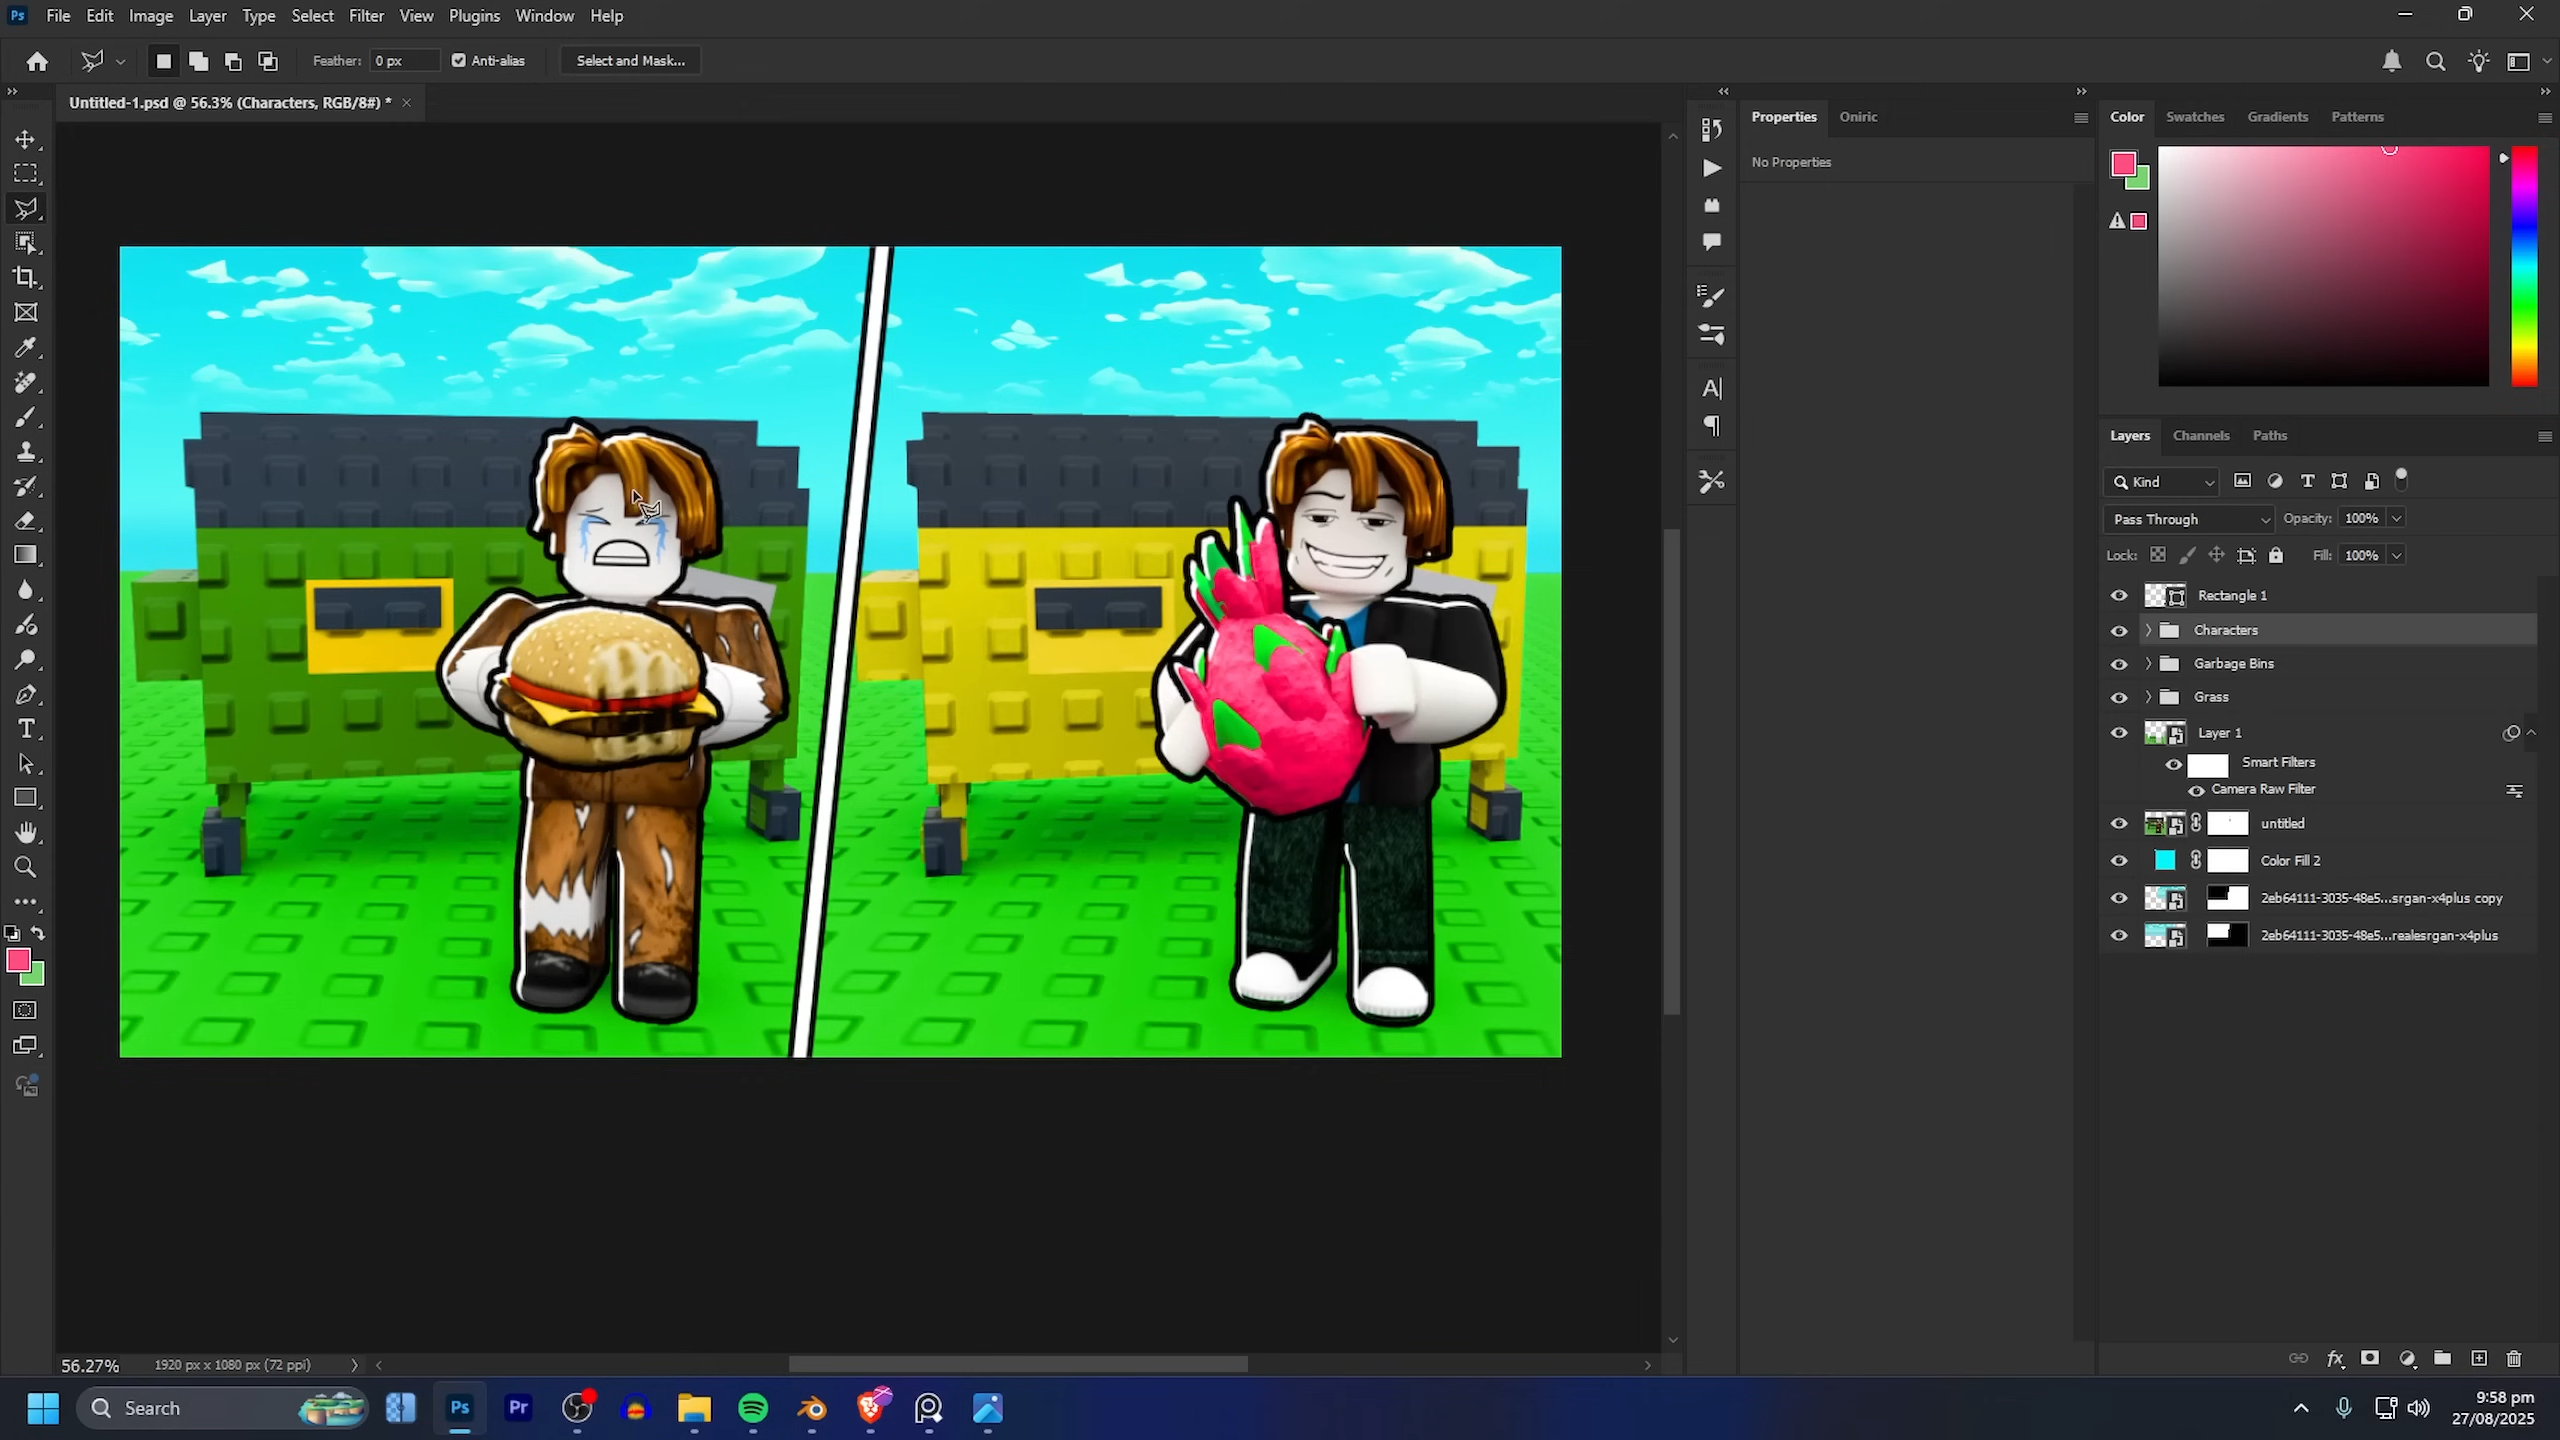 Ps File Edit Image Layer Type Select Filter View Plugins Window Help
Feather: 0 px Anti-alias Select and Mask...
Untitled-1.psd @ 56.3% (Characters, RGB/8#) * ×
Properties Oniric
No Properties
Color Swatches Gradients Patterns
Layers Channels Paths
Kind
Pass Through Opacity: 100%
Lock: Fill: 100%
Rectangle 1
Characters
Garbage Bins
Grass
Layer 1
Smart Filters
Camera Raw Filter
untitled
Color Fill 2
2eb64111-3035-48e5...srgan-x4plus copy
2eb64111-3035-48e5...realesrgan-x4plus
56.27% 1920 px x 1080 px (72 ppi)
Search Ps Pr
9:58 pm
27/08/2025